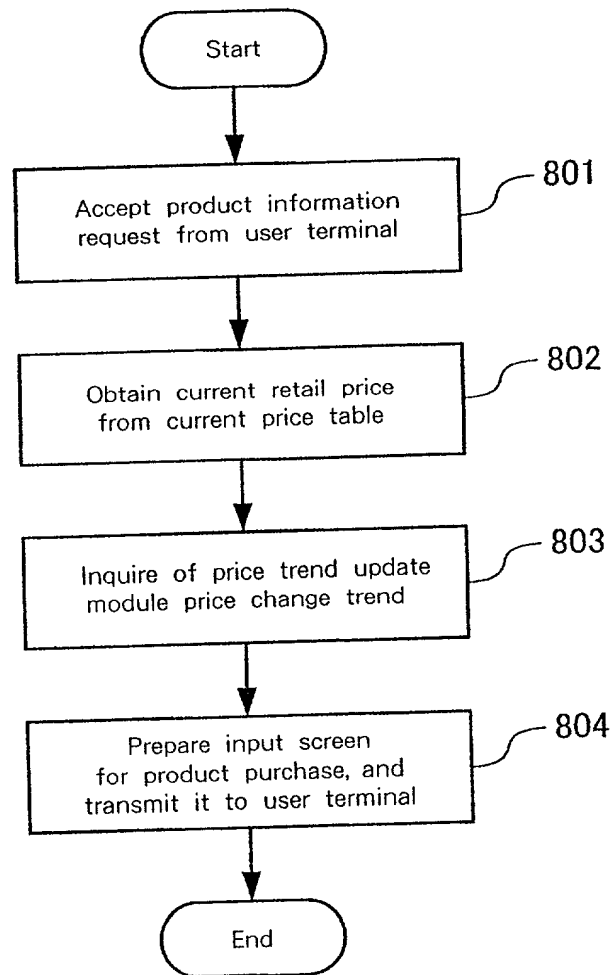 Start
801
Accept product information
request from user terminal
802
Obtain current retail price
from current price table
803
Inquire of price trend update
module price change trend
804
Prepare input screen
for product purchase, and
transmit it to user terminal
End